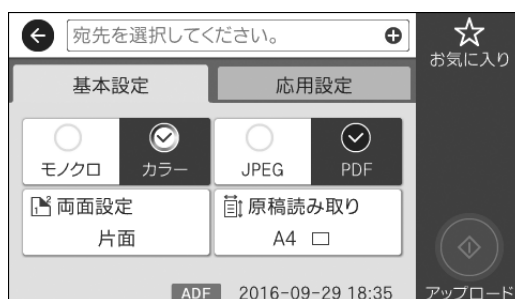 宛先を選択してください。
お気に入り
基本設定
応用設定
モノクロ
カラー
JPEG
PDF
両面設定
片面
原稿読み取り
A4
ADF
2016-09-29 18:35
アップロード